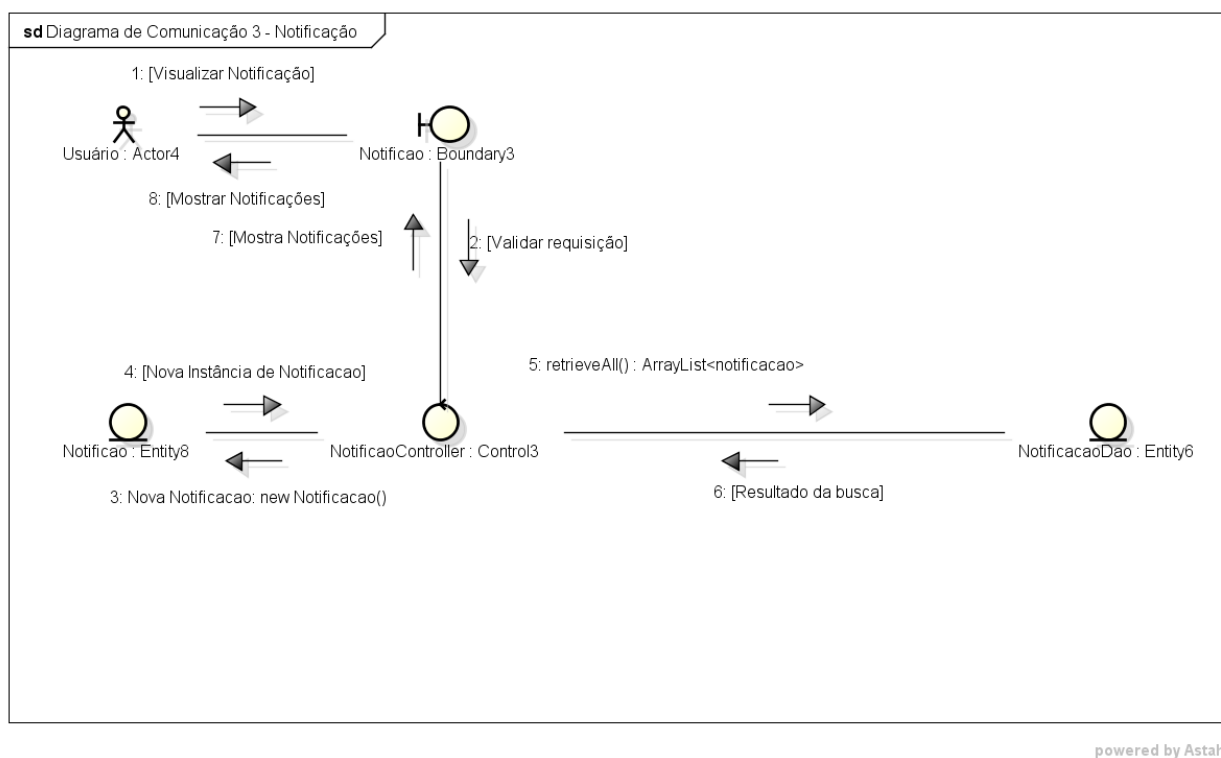 sd Diagrama de Comunicação 3 - Notificação
1: [Visualizar Notificação]
Usuário : Actor4
Notificao : Boundary3
8: [Mostrar Notificações]
7: [Mostra Notificações]
2: [Validar requisição]
5: retrieveAll() : ArrayList<notificacao>
4: [Nova Instância de Notificacao]
Notificao : Entity8
NotificaoController : Control3
NotificacaoDao : Entity6
3: Nova Notificacao: new Notificacao()
6: [Resultado da busca]
powered by Astah